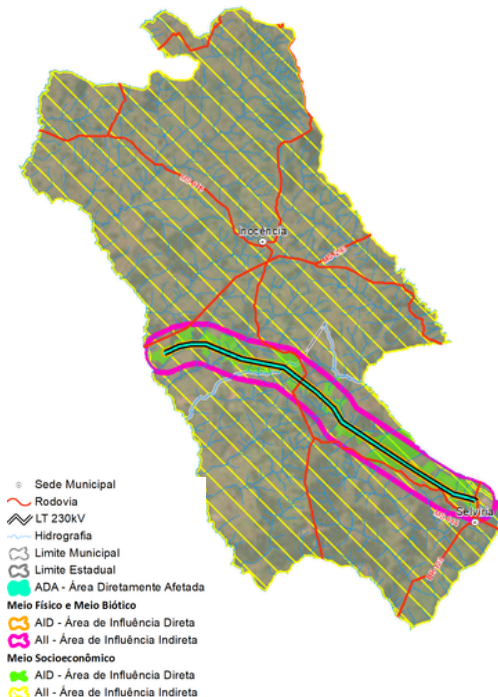 Inocência
Selvíria
Sede Municipal
Rodovia
LT 230kV
Hidrografia
Limite Municipal
Limite Estadual
ADA - Área Diretamente Afetada
Meio Físico e Meio Biótico
AID - Área de Influência Direta
AII - Área de Influência Indireta
Meio Socioeconômico
AID - Área de Influência Direta
AII - Área de Influência Indireta